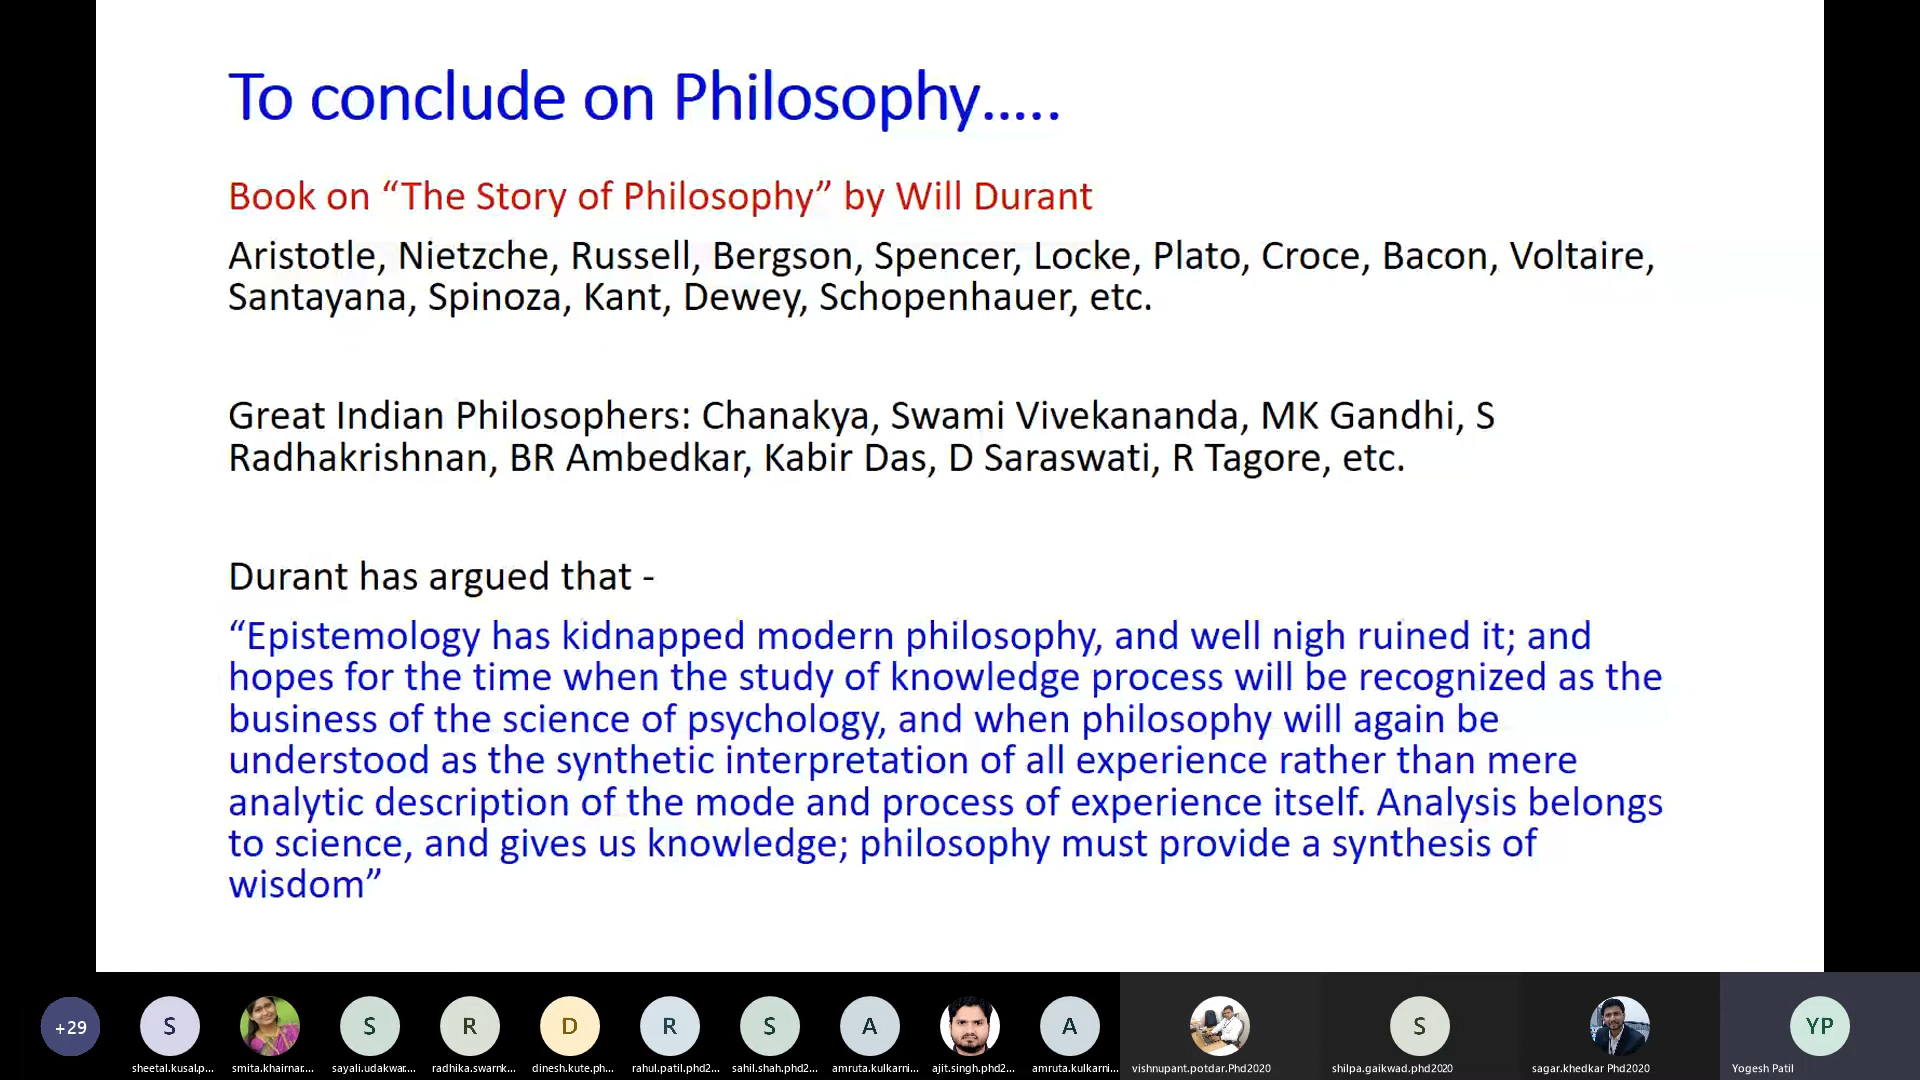 To conclude on Philosophy.....
Book on “The Story of Philosophy” by Will Durant
Aristotle, Nietzche, Russell, Bergson, Spencer, Locke, Plato, Croce, Bacon, Voltaire,
Santayana, Spinoza, Kant, Dewey, Schopenhauer, etc.
Great Indian Philosophers: Chanakya, Swami Vivekananda, MK Gandhi, S
Radhakrishnan, BR Ambedkar, Kabir Das, D Saraswati, R Tagore, etc.
Durant has argued that -
“Epistemology has kidnapped modern philosophy, and well nigh ruined it; and
hopes for the time when the study of knowledge process will be recognized as the
business of the science of psychology, and when philosophy will again be
understood as the synthetic interpretation of all experience rather than mere
analytic description of the mode and process of experience itself. Analysis belongs
to science, and gives us knowledge; philosophy must provide a synthesis of
wisdom”
+29 S S R D R S A A S YP
sheetal.kusal.p... smita.khairnar.... sayali.udakwar.... radhika.swarnk... dinesh.kute.ph... rahul.patil.phd2... sahil.shah.phd2... amruta.kulkarni... ajit.singh.phd2... amruta.kulkarni... vishnupant.potdar.Phd2020 shilpa.gaikwad.phd2020 sagar.khedkar Phd2020 Yogesh Patil